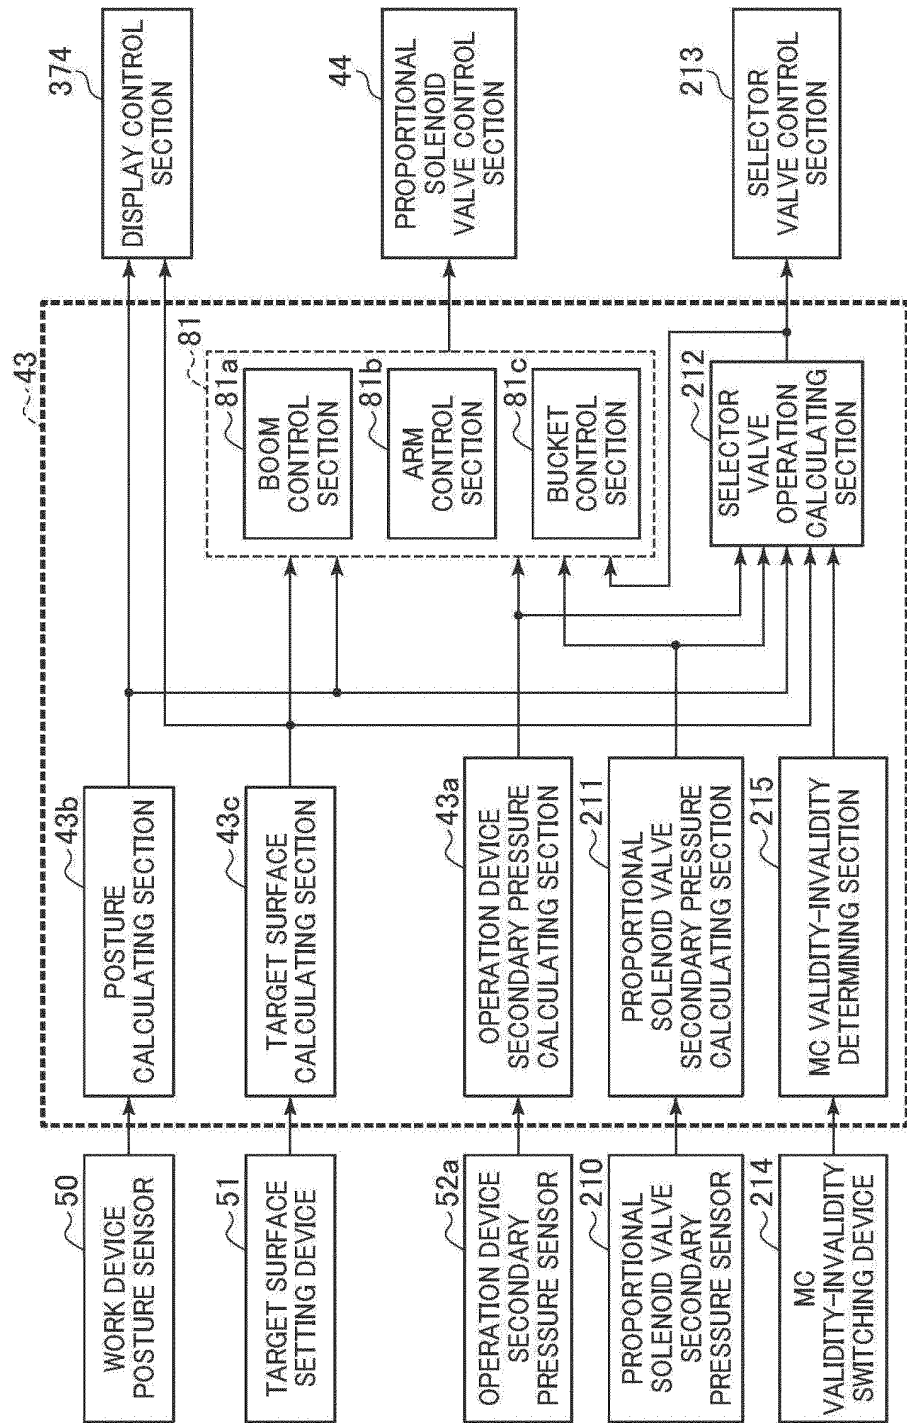 50
WORK DEVICE
POSTURE SENSOR
51
TARGET SURFACE
SETTING DEVICE
52a
OPERATION DEVICE
SECONDARY
PRESSURE SENSOR
210
PROPORTIONAL
SOLENOID VALVE
SECONDARY
PRESSURE SENSOR
214
MC
VALIDITY-INVALIDITY
SWITCHING DEVICE
43
43b
POSTURE
CALCULATING SECTION
43c
TARGET SURFACE
CALCULATING SECTION
43a
OPERATION DEVICE
SECONDARY PRESSURE
CALCULATING SECTION
211
PROPORTIONAL
SOLENOID VALVE
SECONDARY PRESSURE
CALCULATING SECTION
215
MC VALIDITY-INVALIDITY
DETERMINING SECTION
81
81a
BOOM
CONTROL
SECTION
81b
ARM
CONTROL
SECTION
81c
BUCKET
CONTROL
SECTION
212
SELECTOR
VALVE
OPERATION
CALCULATING
SECTION
374
DISPLAY CONTROL
SECTION
44
PROPORTIONAL
SOLENOID
VALVE CONTROL
SECTION
213
SELECTOR
VALVE CONTROL
SECTION